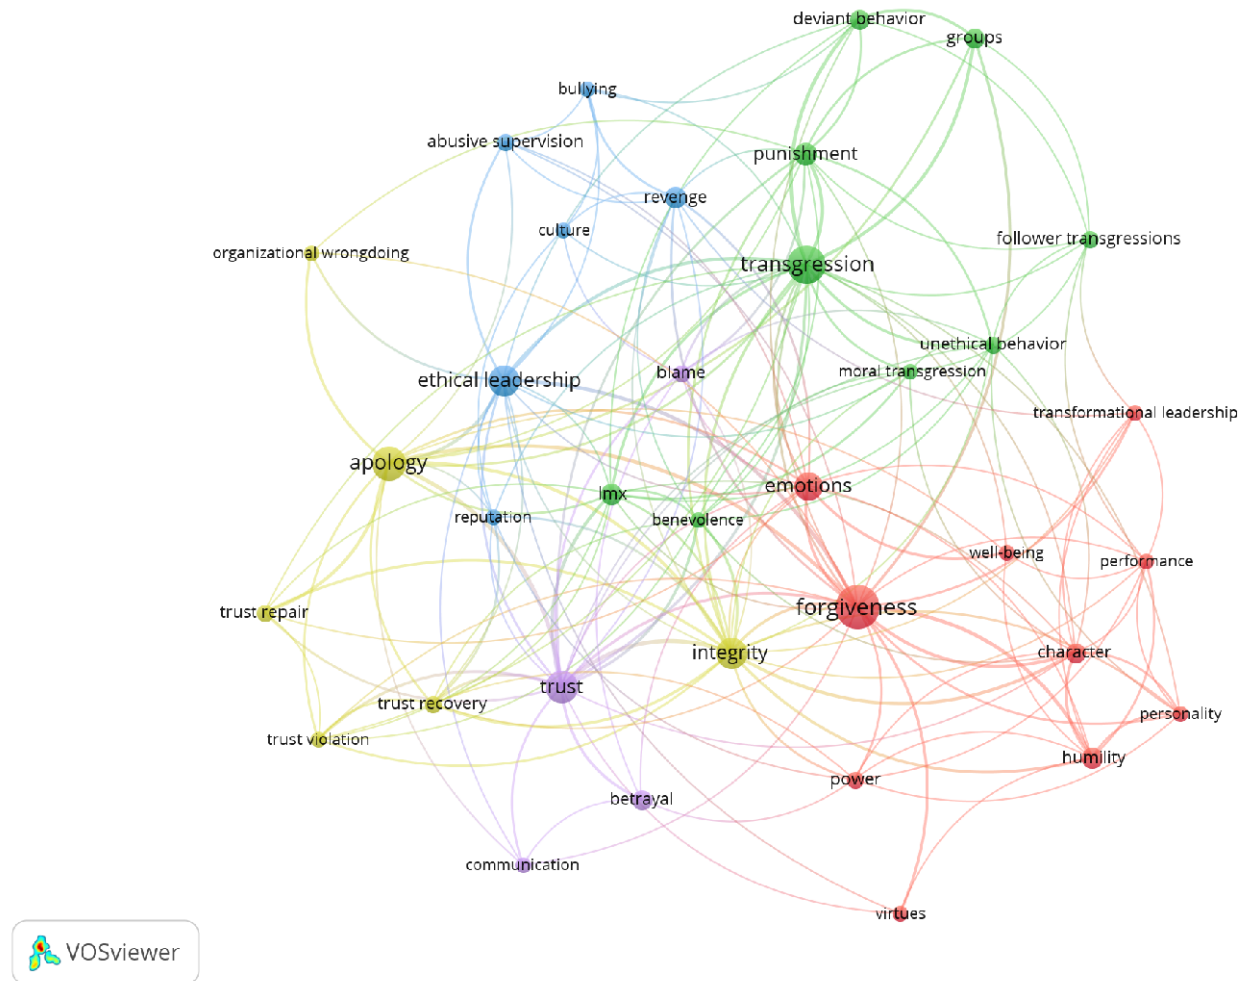 deviant behavior
groups
bullying
abusive supervision
punishment
revenge
culture
follower transgressions
organizational wrongdoing
transgression
unethical behavior
blame
moral transgression
ethical leadership
transformational leadership
apology
emotions
lmx
reputation
benevolence
well-being
performance
forgiveness
trust repair
integrity
character
trust
trust recovery
personality
trust violation
humility
power
betrayal
communication
virtues
VOSviewer